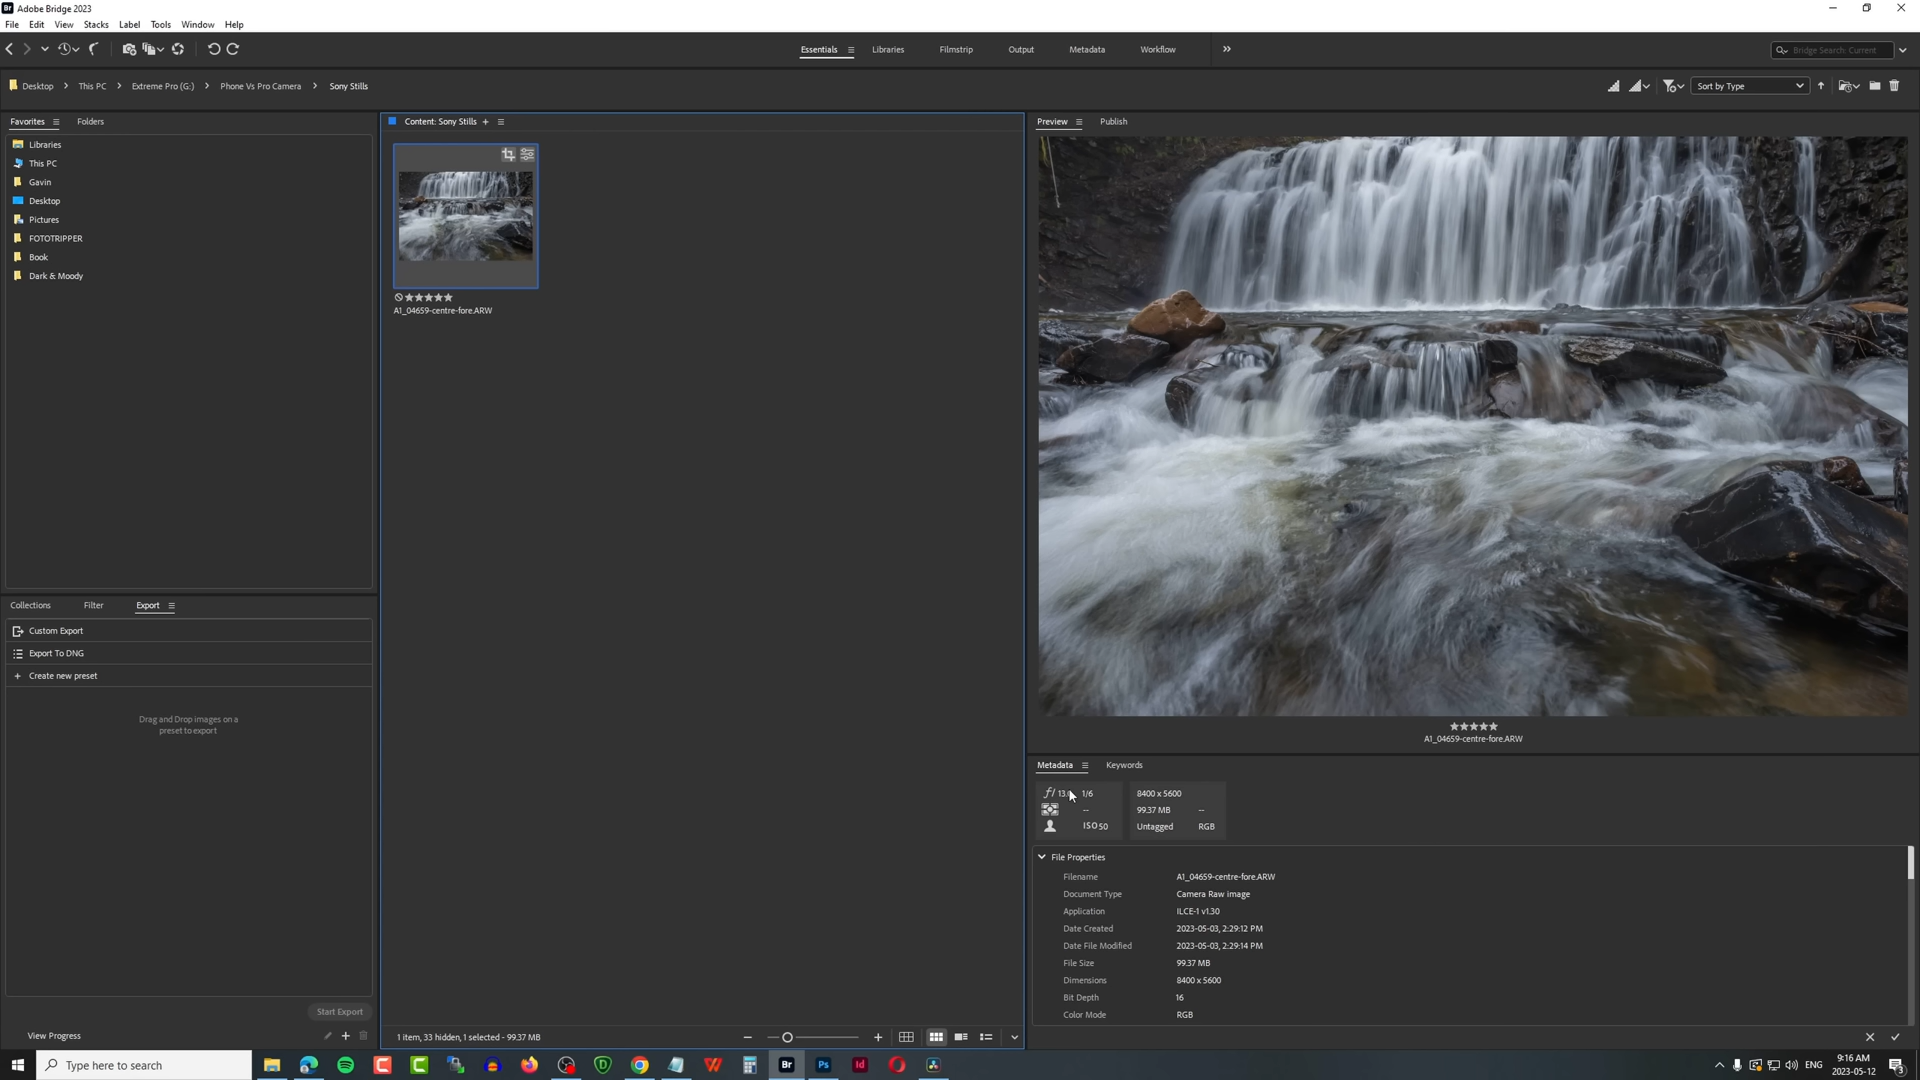 Br Adobe Bridge 2023
File Edit View Stacks Label Tools Window Help
Essentials Libraries Filmstrip Output Metadata Workflow
Bridge Search: Current
Desktop This PC Extreme Pro (G:) Phone Vs Pro Camera Sony Stills
Sort by Type
Favorites Folders
Libraries
This PC
Gavin
Desktop
Pictures
FOTOTRIPPER
Book
Dark & Moody
Collections Filter Export
Custom Export
Export To DNG
+ Create new preset
Drag and Drop images on a
preset to export
Start Export
View Progress
Content: Sony Stills +
A1_04659-centre-fore.ARW
1 item, 33 hidden, 1 selected - 99.37 MB
Preview Publish
A1_04659-centre-fore.ARW
Metadata Keywords
1/6
--
ISO 50
8400 x 5600
99.37 MB --
Untagged RGB
File Properties
Filename A1_04659-centre-fore.ARW
Document Type Camera Raw image
Application ILCE-1 v1.30
Date Created 2023-05-03, 2:29:12 PM
Date File Modified 2023-05-03, 2:29:14 PM
File Size 99.37 MB
Dimensions 8400 x 5600
Bit Depth 16
Color Mode RGB
Type here to search
Br Ps Id
ENG
9:16 AM
2023-05-12
3